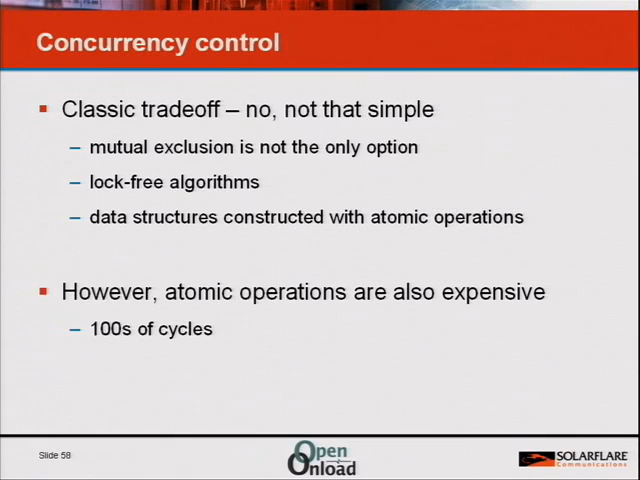 Concurrency control
▪ Classic tradeoff – no, not that simple
– mutual exclusion is not the only option
– lock-free algorithms
– data structures constructed with atomic operations
▪ However, atomic operations are also expensive
– 100s of cycles
Slide 58
Open
Onload
SOLARFLARE
Communications